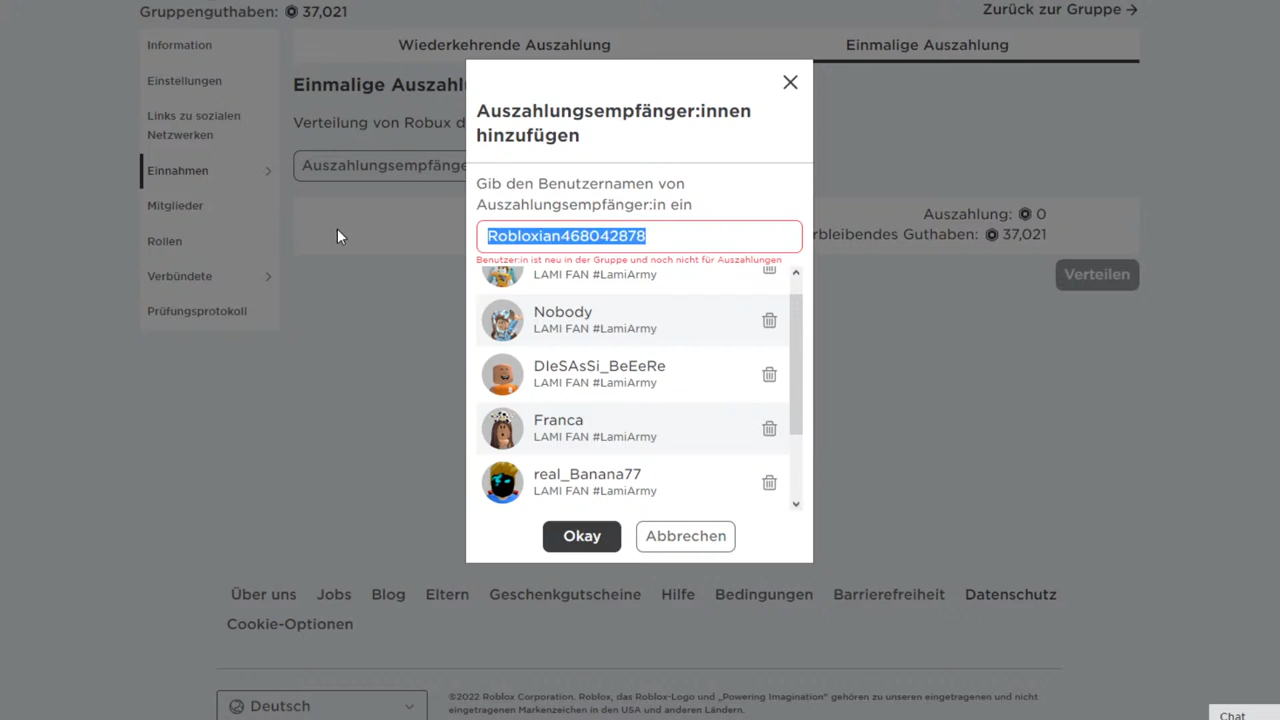 Gruppenguthaben: 37,021
Zurück zur Gruppe →
Information
Einstellungen
Links zu sozialen
Netzwerken
Einnahmen
Mitglieder
Rollen
Verbündete
Prüfungsprotokoll
Wiederkehrende Auszahlung
Einmalige Auszahlung
Einmalige Auszahl
Verteilung von Robux d
Auszahlungsempfänge
Auszahlung: 0
rbleibendes Guthaben: 37,021
Verteilen
Auszahlungsempfänger:innen
hinzufügen
Gib den Benutzernamen von
Auszahlungsempfänger:in ein
Robloxian468042878
Benutzer:in ist neu in der Gruppe und noch nicht für Auszahlungen
LAMI FAN #LamiArmy
Nobody
LAMI FAN #LamiArmy
DIeSAsSi_BeEeRe
LAMI FAN #LamiArmy
Franca
LAMI FAN #LamiArmy
real_Banana77
LAMI FAN #LamiArmy
Okay
Abbrechen
Über uns Jobs Blog Eltern Geschenkgutscheine Hilfe Bedingungen Barrierefreiheit Datenschutz
Cookie-Optionen
Deutsch
©2022 Roblox Corporation. Roblox, das Roblox-Logo und „Powering Imagination" gehören zu unseren eingetragenen und nicht
eingetragenen Markenzeichen in den USA und anderen Ländern.
Chat